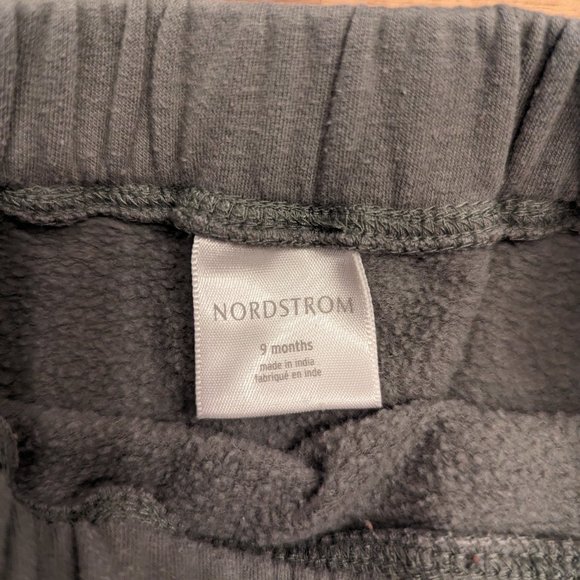 NORDSTROM
9 months
made in india
fabriqué en inde